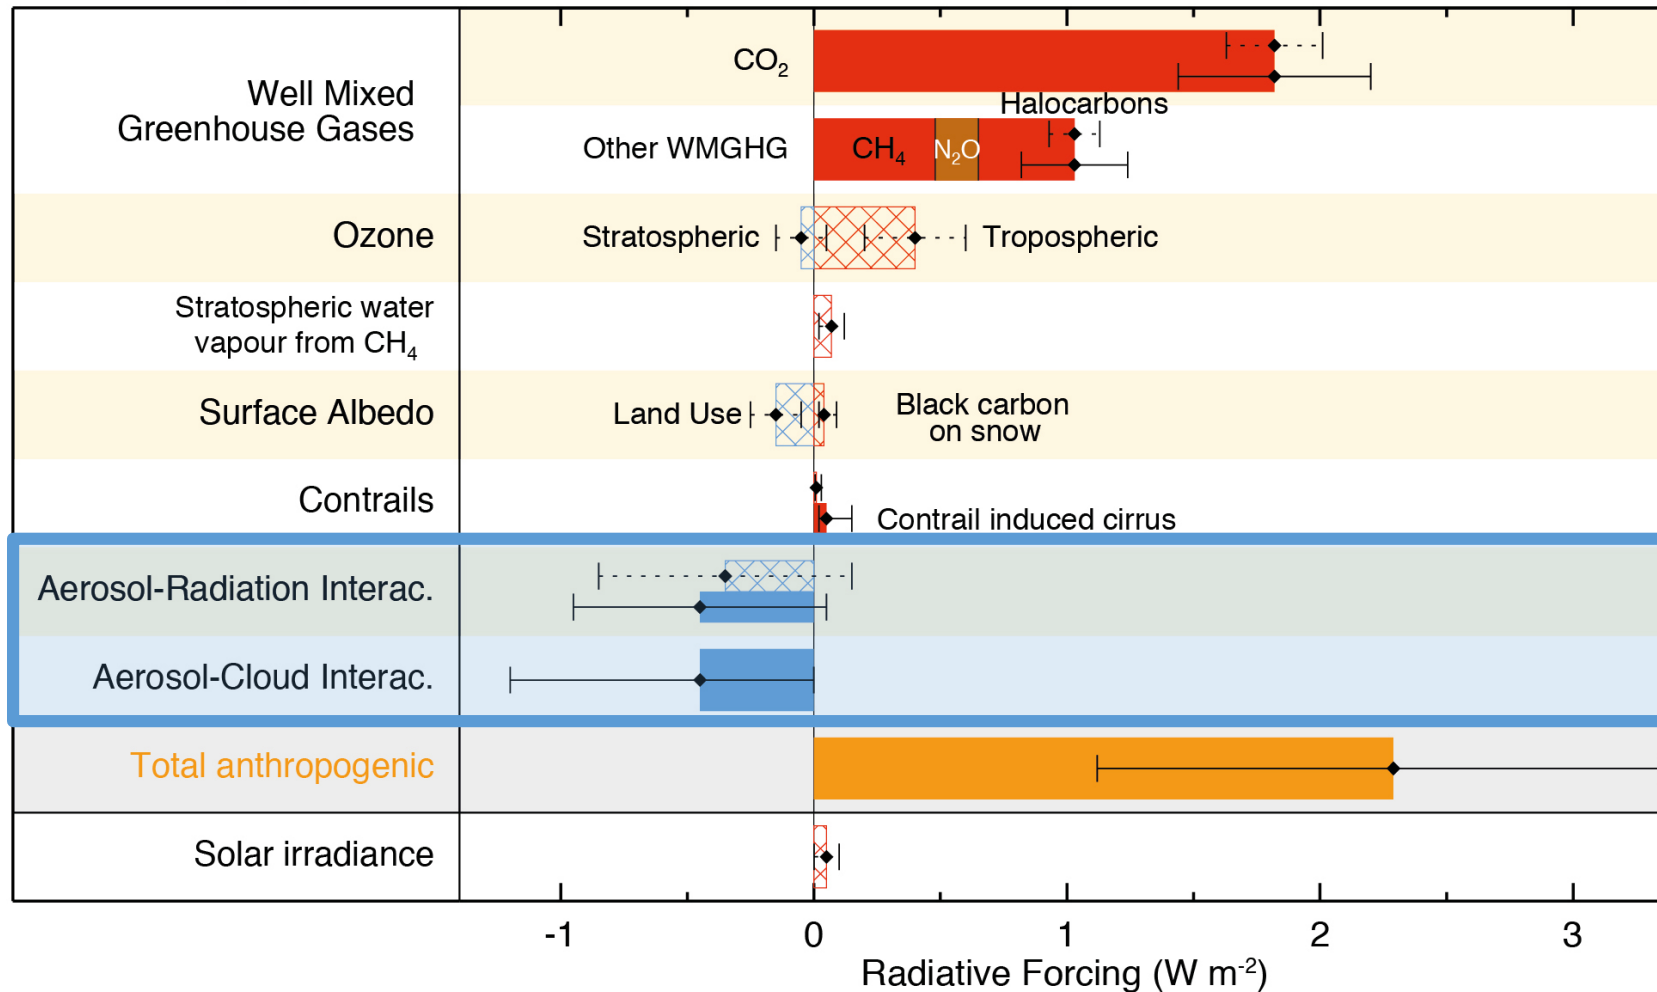 CO₂
Well Mixed
Greenhouse Gases
Halocarbons
Other WMGHG
CH₄
N₂O
Ozone
Stratospheric
Tropospheric
Stratospheric water
vapour from CH₄
Surface Albedo
Land Use
Black carbon
on snow
Contrails
Contrail induced cirrus
Aerosol-Radiation Interac.
Aerosol-Cloud Interac.
Total anthropogenic
Solar irradiance
-1 0 1 2 3
Radiative Forcing (W m⁻²)